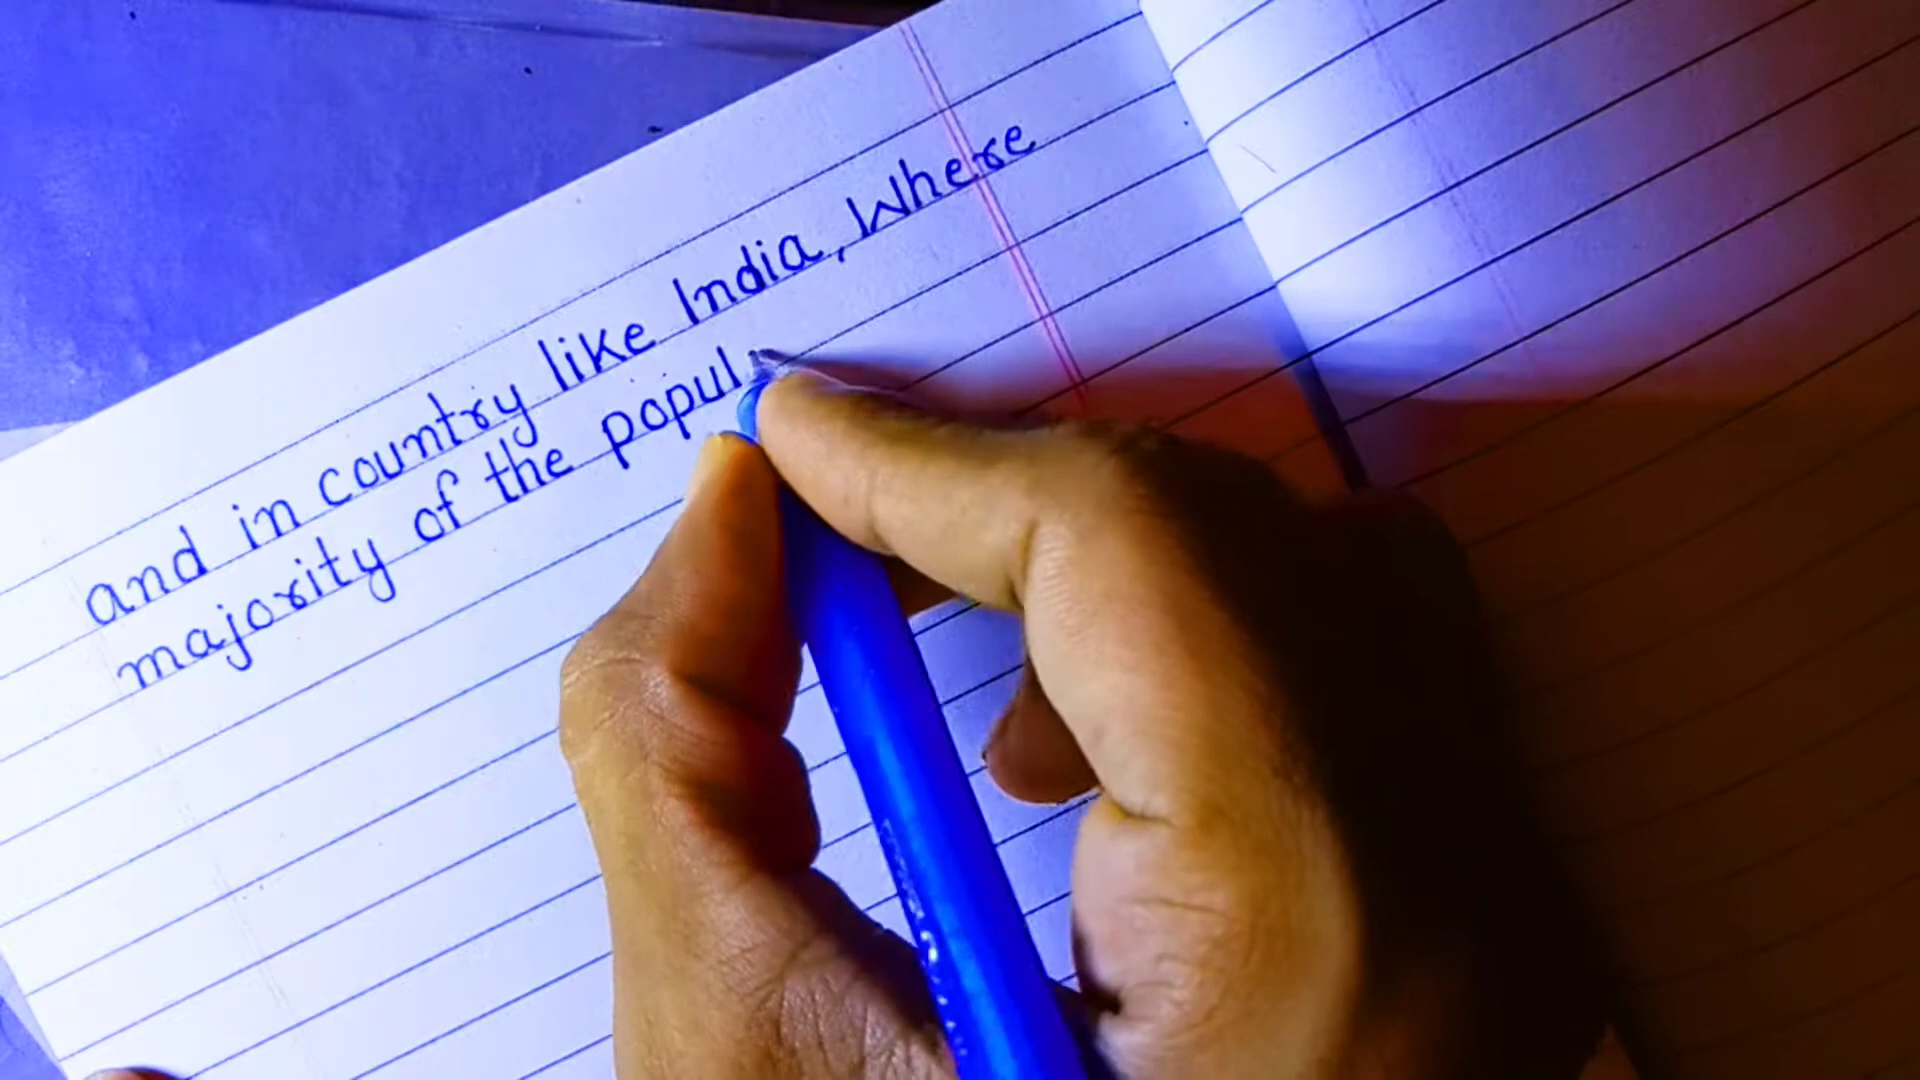 and in country like India, Where
majority of the popul